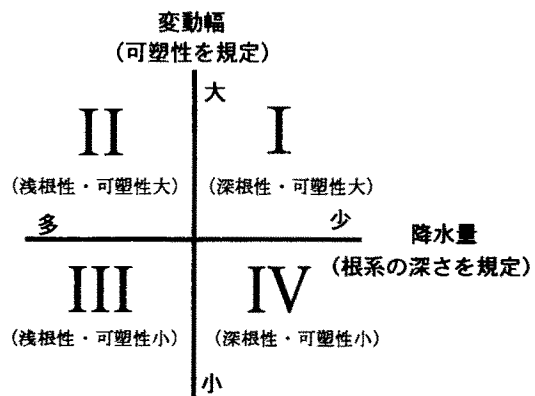 変動幅
(可塑性を規定)
大
II
I
(浅根性・可塑性大)
(深根性・可塑性大)
多
少
降水量
(根系の深さを規定)
III
IV
(浅根性・可塑性小)
(深根性・可塑性小)
小